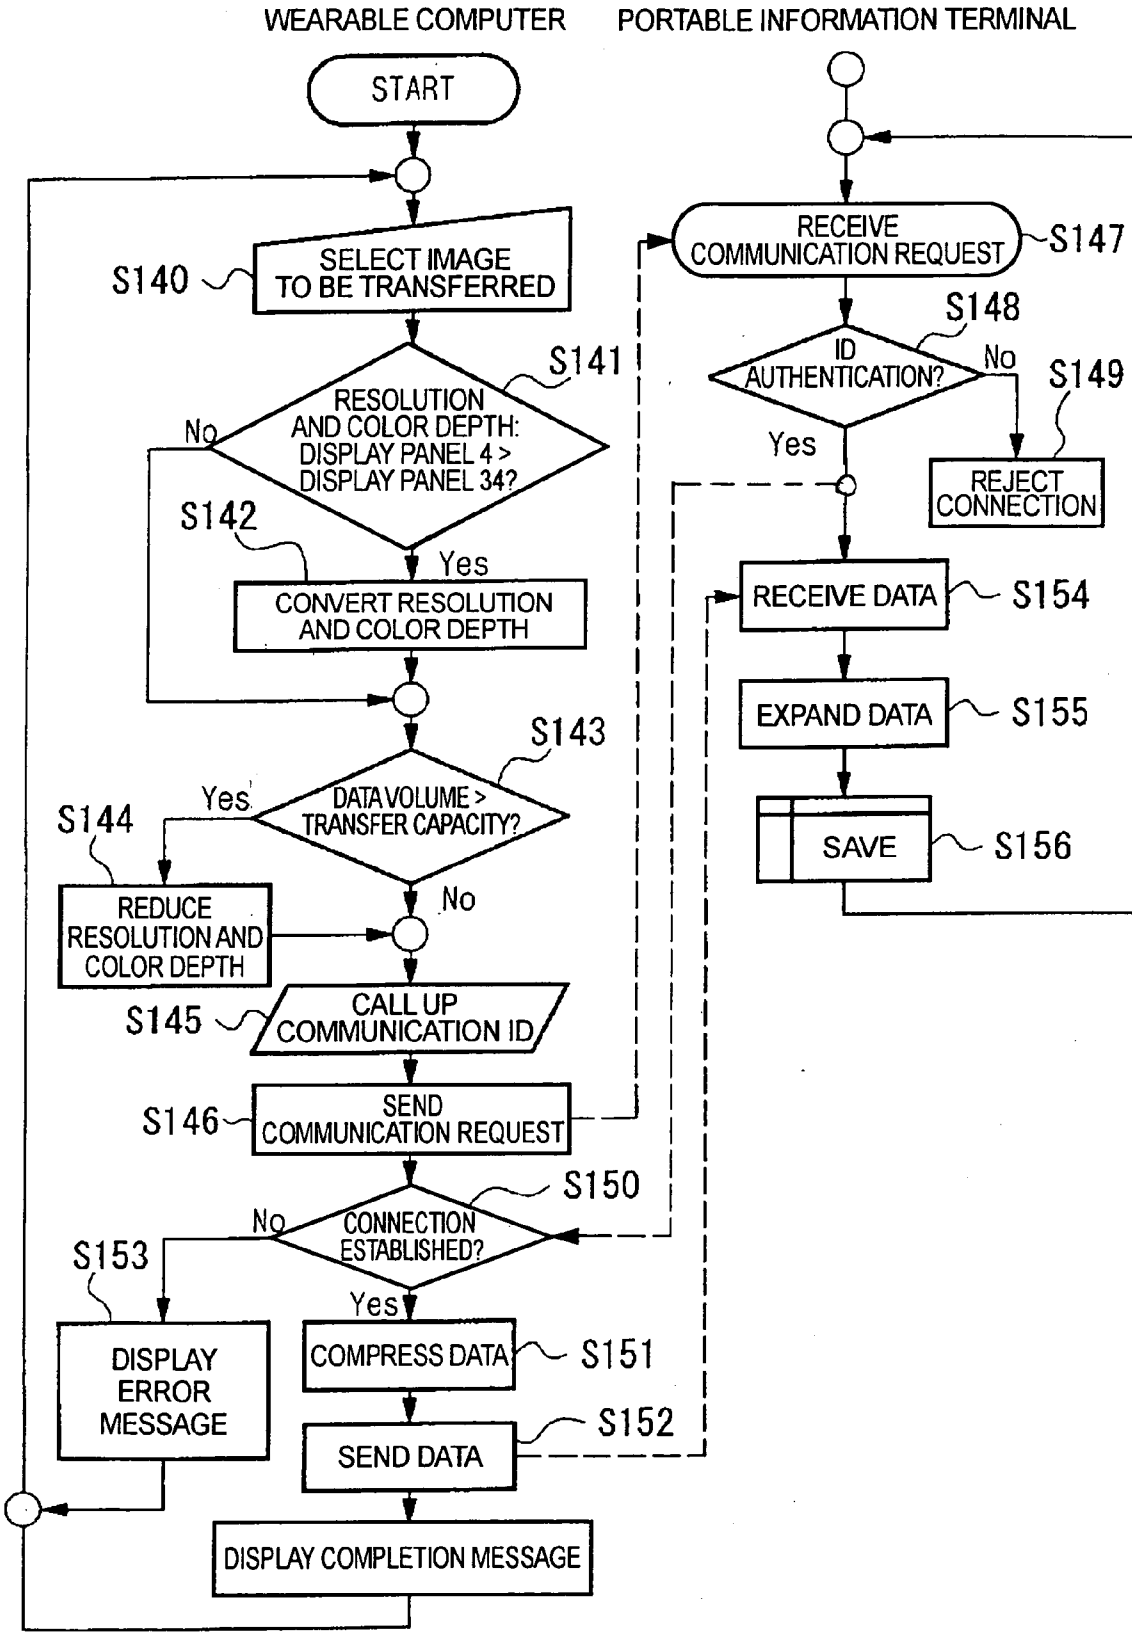 WEARABLE COMPUTER
START
S140
SELECT IMAGE
TO BE TRANSFERRED
S141
RESOLUTION
AND COLOR DEPTH:
DISPLAY PANEL 4 >
DISPLAY PANEL 34?
No
Yes
S142
CONVERT RESOLUTION
AND COLOR DEPTH
S143
DATA VOLUME >
TRANSFER CAPACITY?
Yes
No
S144
REDUCE
RESOLUTION AND
COLOR DEPTH
S145
CALL UP
COMMUNICATION ID
S146
SEND
COMMUNICATION REQUEST
S150
CONNECTION
ESTABLISHED?
No
Yes
S153
DISPLAY
ERROR
MESSAGE
COMPRESS DATA
S151
S152
SEND DATA
DISPLAY COMPLETION MESSAGE
PORTABLE INFORMATION TERMINAL
RECEIVE
COMMUNICATION REQUEST
S147
S148
ID
AUTHENTICATION?
No
Yes
S149
REJECT
CONNECTION
RECEIVE DATA
S154
EXPAND DATA
S155
SAVE
S156